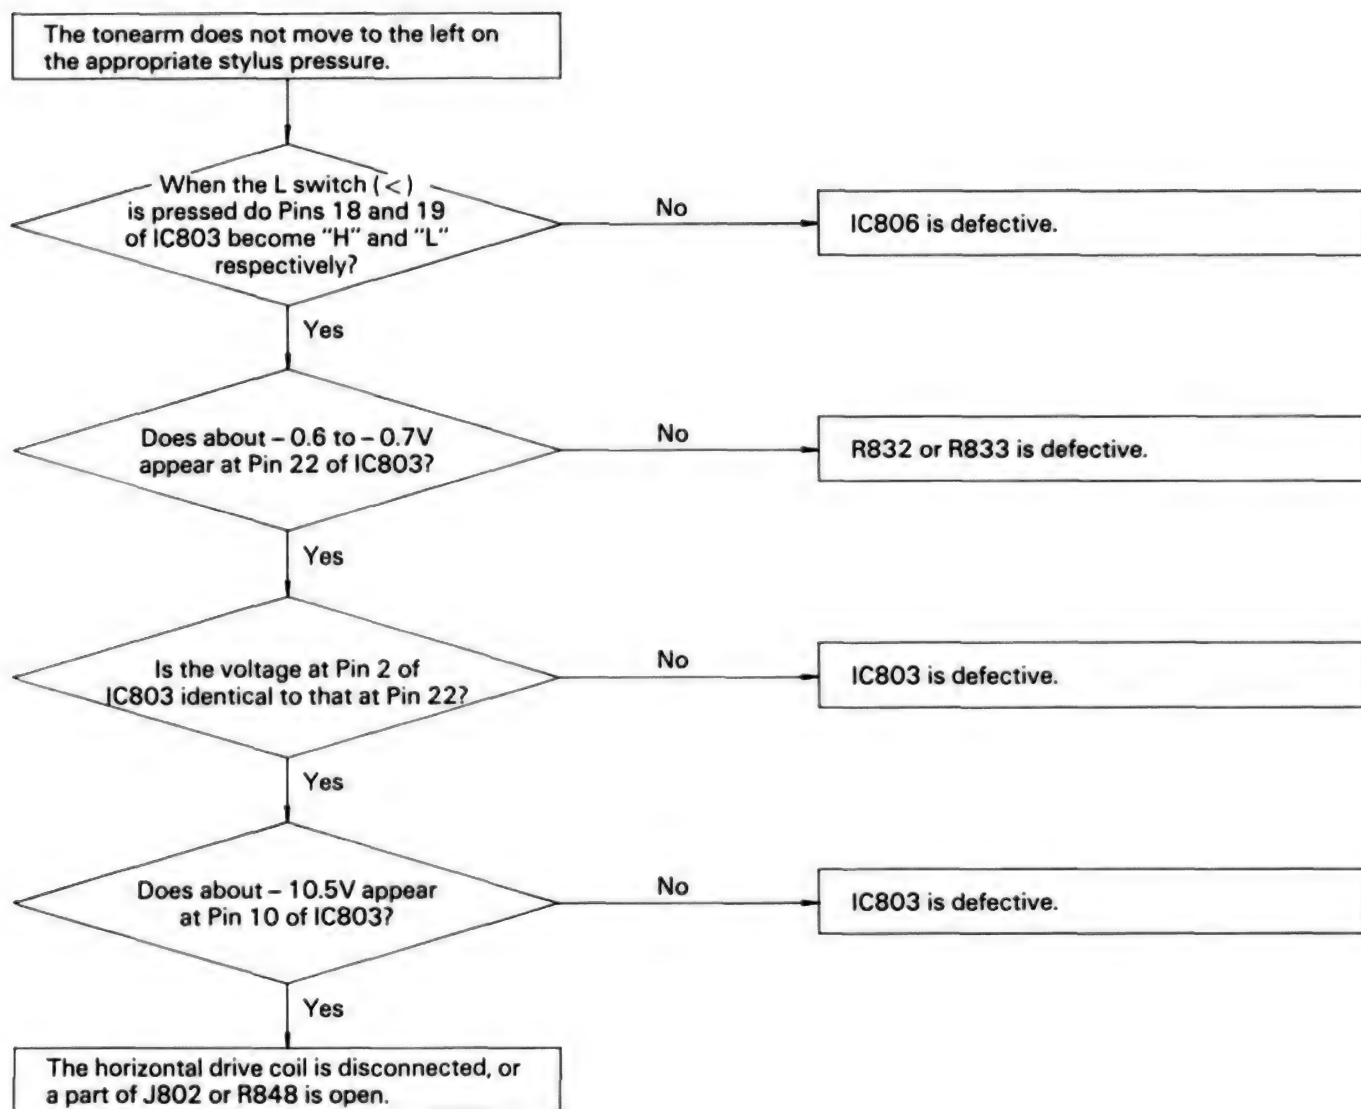 The tonearm does not move to the left on
the appropriate stylus pressure.
When the L switch (<)
is pressed do Pins 18 and 19
of IC803 become "H" and "L"
respectively?
No
IC806 is defective.
Yes
Does about – 0.6 to – 0.7V
appear at Pin 22 of IC803?
No
R832 or R833 is defective.
Yes
Is the voltage at Pin 2 of
IC803 identical to that at Pin 22?
No
IC803 is defective.
Yes
Does about – 10.5V appear
at Pin 10 of IC803?
No
IC803 is defective.
Yes
The horizontal drive coil is disconnected, or
a part of J802 or R848 is open.